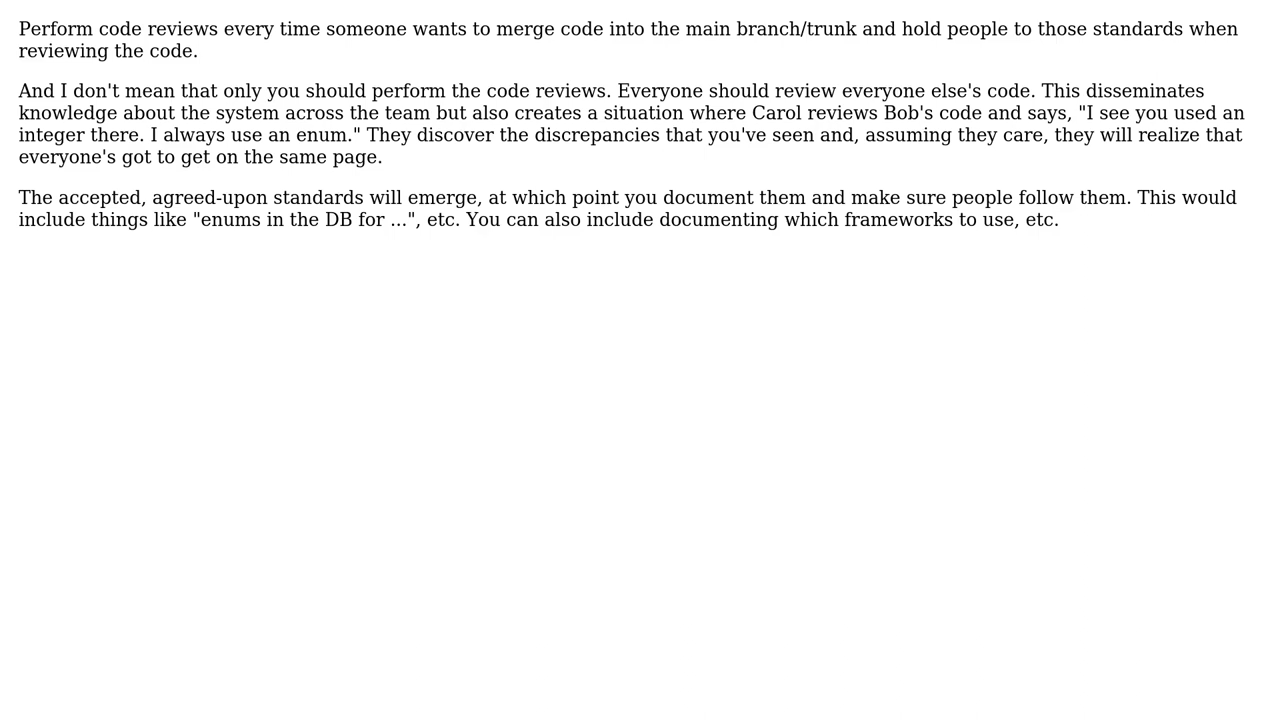 Perform code reviews every time someone wants to merge code into the main branch/trunk and hold people to those standards when
reviewing the code.
And I don't mean that only you should perform the code reviews. Everyone should review everyone else's code. This disseminates
knowledge about the system across the team but also creates a situation where Carol reviews Bob's code and says, "I see you used an
integer there. I always use an enum." They discover the discrepancies that you've seen and, assuming they care, they will realize that
everyone's got to get on the same page.
The accepted, agreed-upon standards will emerge, at which point you document them and make sure people follow them. This would
include things like "enums in the DB for ...", etc. You can also include documenting which frameworks to use, etc.